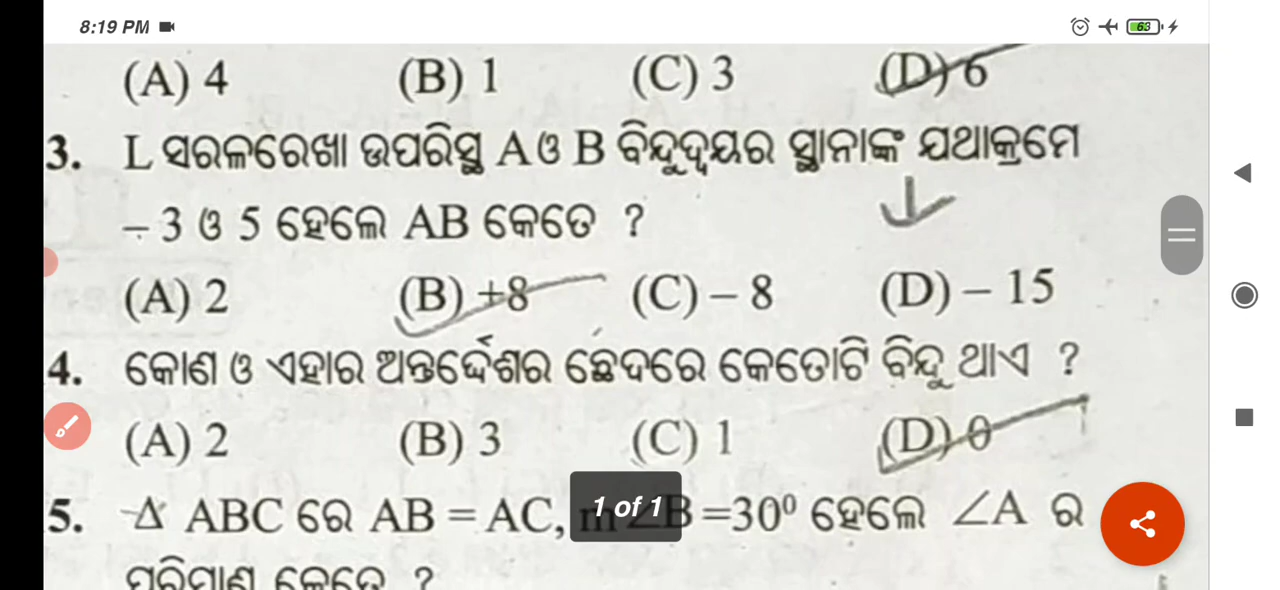 8:19 PM
63
(A) 4 (B) 1 (C) 3 (D) 6
3. L ସରଳରେଖା ଉପରିସ୍ଥ A ଓ B ବିନ୍ଦୁଦ୍ୱୟର ସ୍ଥାନାଙ୍କ ଯଥାକ୍ରମେ
– 3 ଓ 5 ହେଲେ AB କେତେ ?
(A) 2 (B) +8 (C) – 8 (D) – 15
4. କୋଣ ଓ ଏହାର ଅନ୍ତର୍ଦ୍ଦେଶର ଛେଦରେ କେତୋଟି ବିନ୍ଦୁ ଥାଏ ?
(A) 2 (B) 3 (C) 1 (D) 0
5. Δ ABC ରେ AB = AC, m∠B =30⁰ ହେଲେ ∠A ର
1 of 1
ପରିମାଣ କେତେ ?